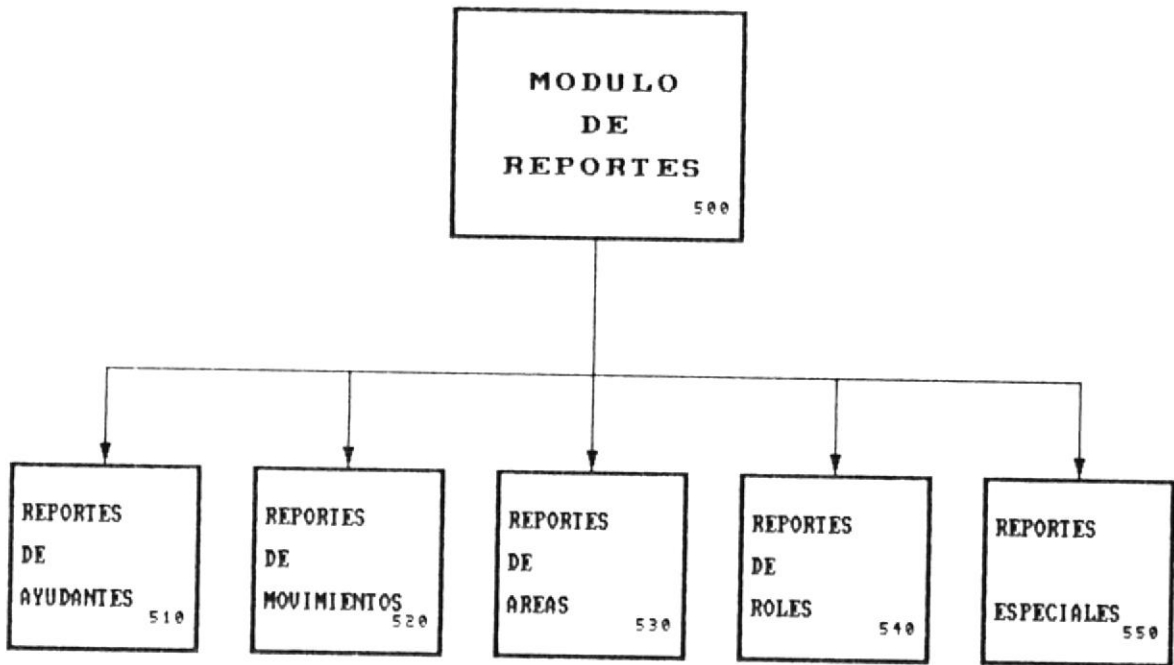 MODULO
DE
REPORTES
500
REPORTES
DE
AYUDANTES
510
REPORTES
DE
MOVIMIENTOS
520
REPORTES
DE
AREAS
530
REPORTES
DE
ROLES
540
REPORTES
ESPECIALES
550